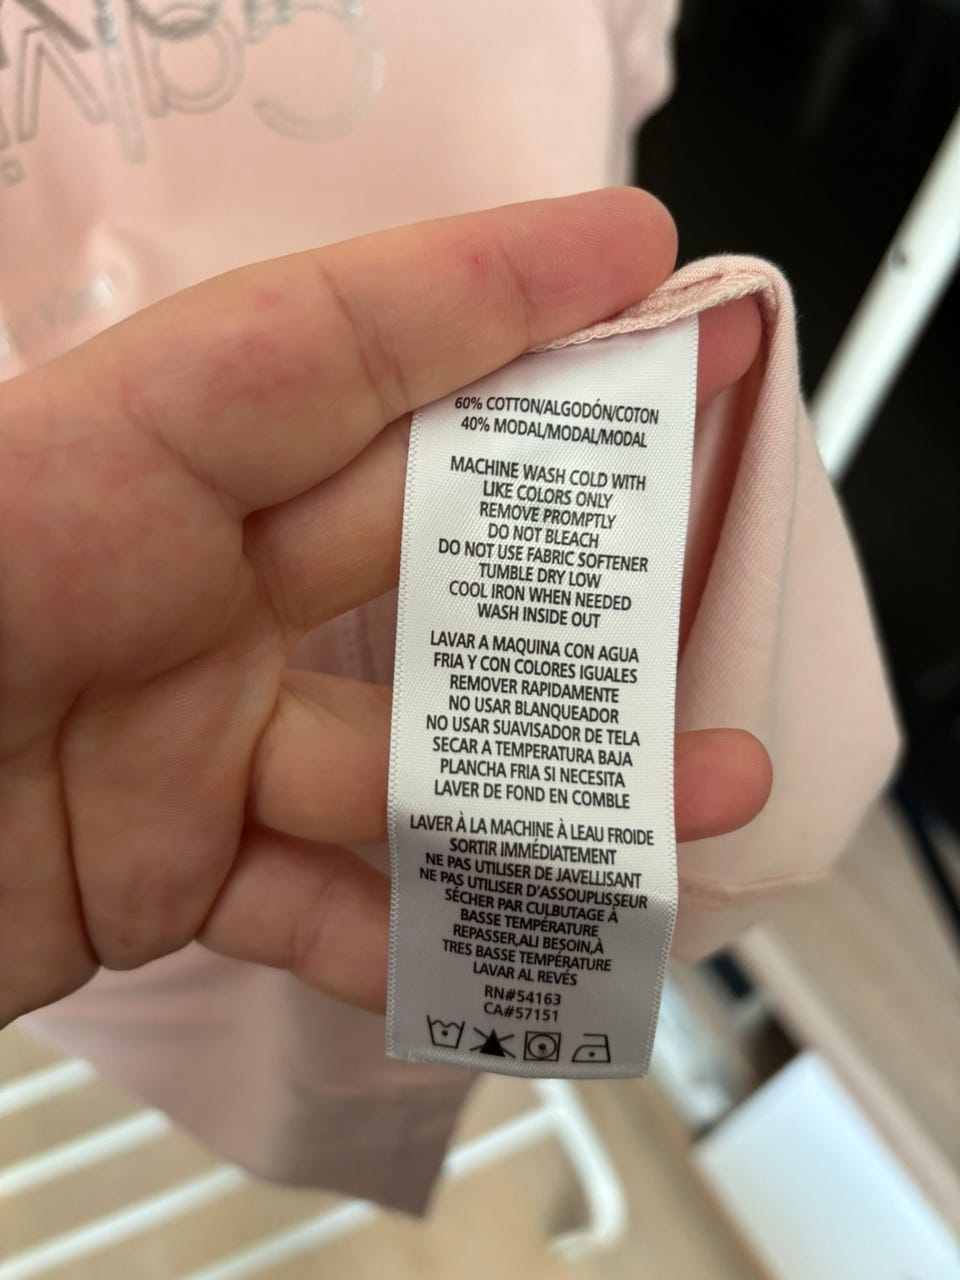 Calvin
60% COTTON/ALGODÓN/COTON
40% MODAL/MODAL/MODAL
MACHINE WASH COLD WITH
LIKE COLORS ONLY
REMOVE PROMPTLY
DO NOT BLEACH
DO NOT USE FABRIC SOFTENER
TUMBLE DRY LOW
COOL IRON WHEN NEEDED
WASH INSIDE OUT
LAVAR A MAQUINA CON AGUA
FRIA Y CON COLORES IGUALES
REMOVER RAPIDAMENTE
NO USAR BLANQUEADOR
NO USAR SUAVISADOR DE TELA
SECAR A TEMPERATURA BAJA
PLANCHA FRIA SI NECESITA
LAVER DE FOND EN COMBLE
LAVER À LA MACHINE À LEAU FROIDE
SORTIR IMMÉDIATEMENT
NE PAS UTILISER DE JAVELLISANT
NE PAS UTILISER D'ASSOUPLISSEUR
SÉCHER PAR CULBUTAGE À
BASSE TEMPÉRATURE
REPASSER,ALI BESOIN,À
TRES BASSE TEMPÉRATURE
LAVAR AL REVÉS
RN#54163
CA#57151